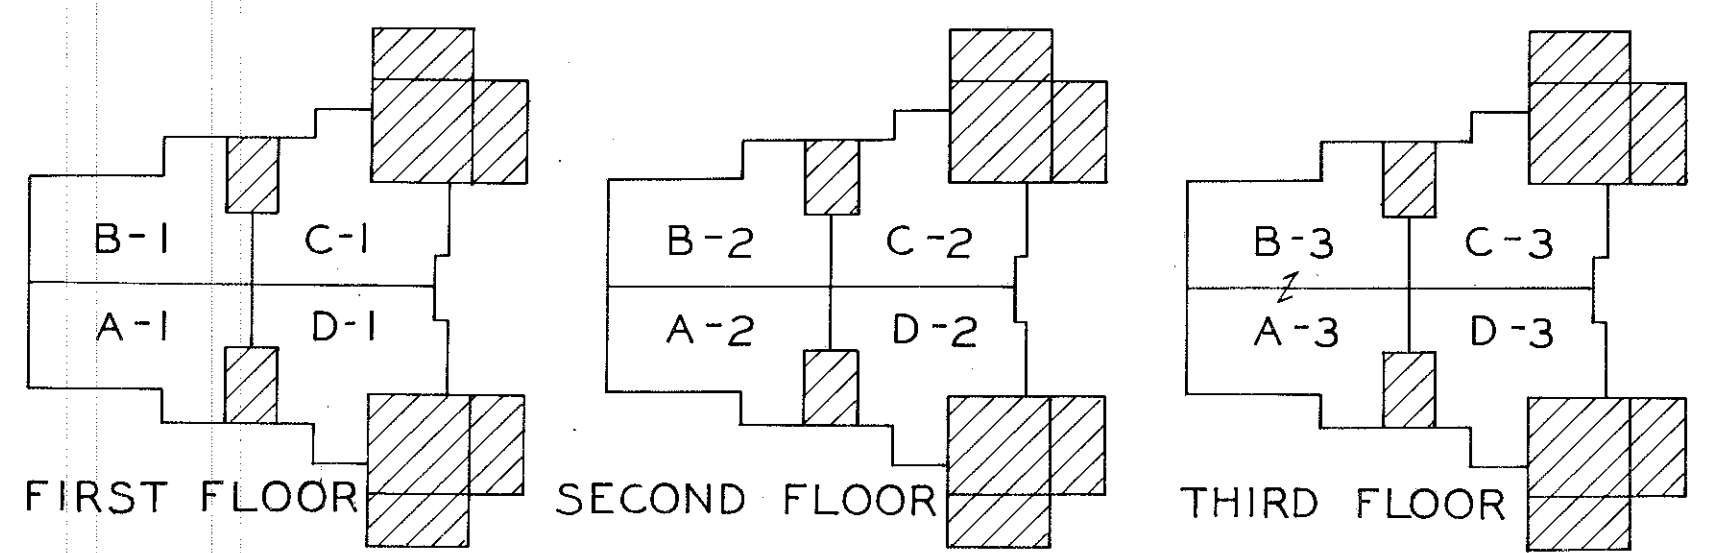 B-1 C-1
A-1 D-1
FIRST FLOOR
B-2 C-2
A-2 D-2
SECOND FLOOR
B-3 C-3
A-3 D-3
THIRD FLOOR